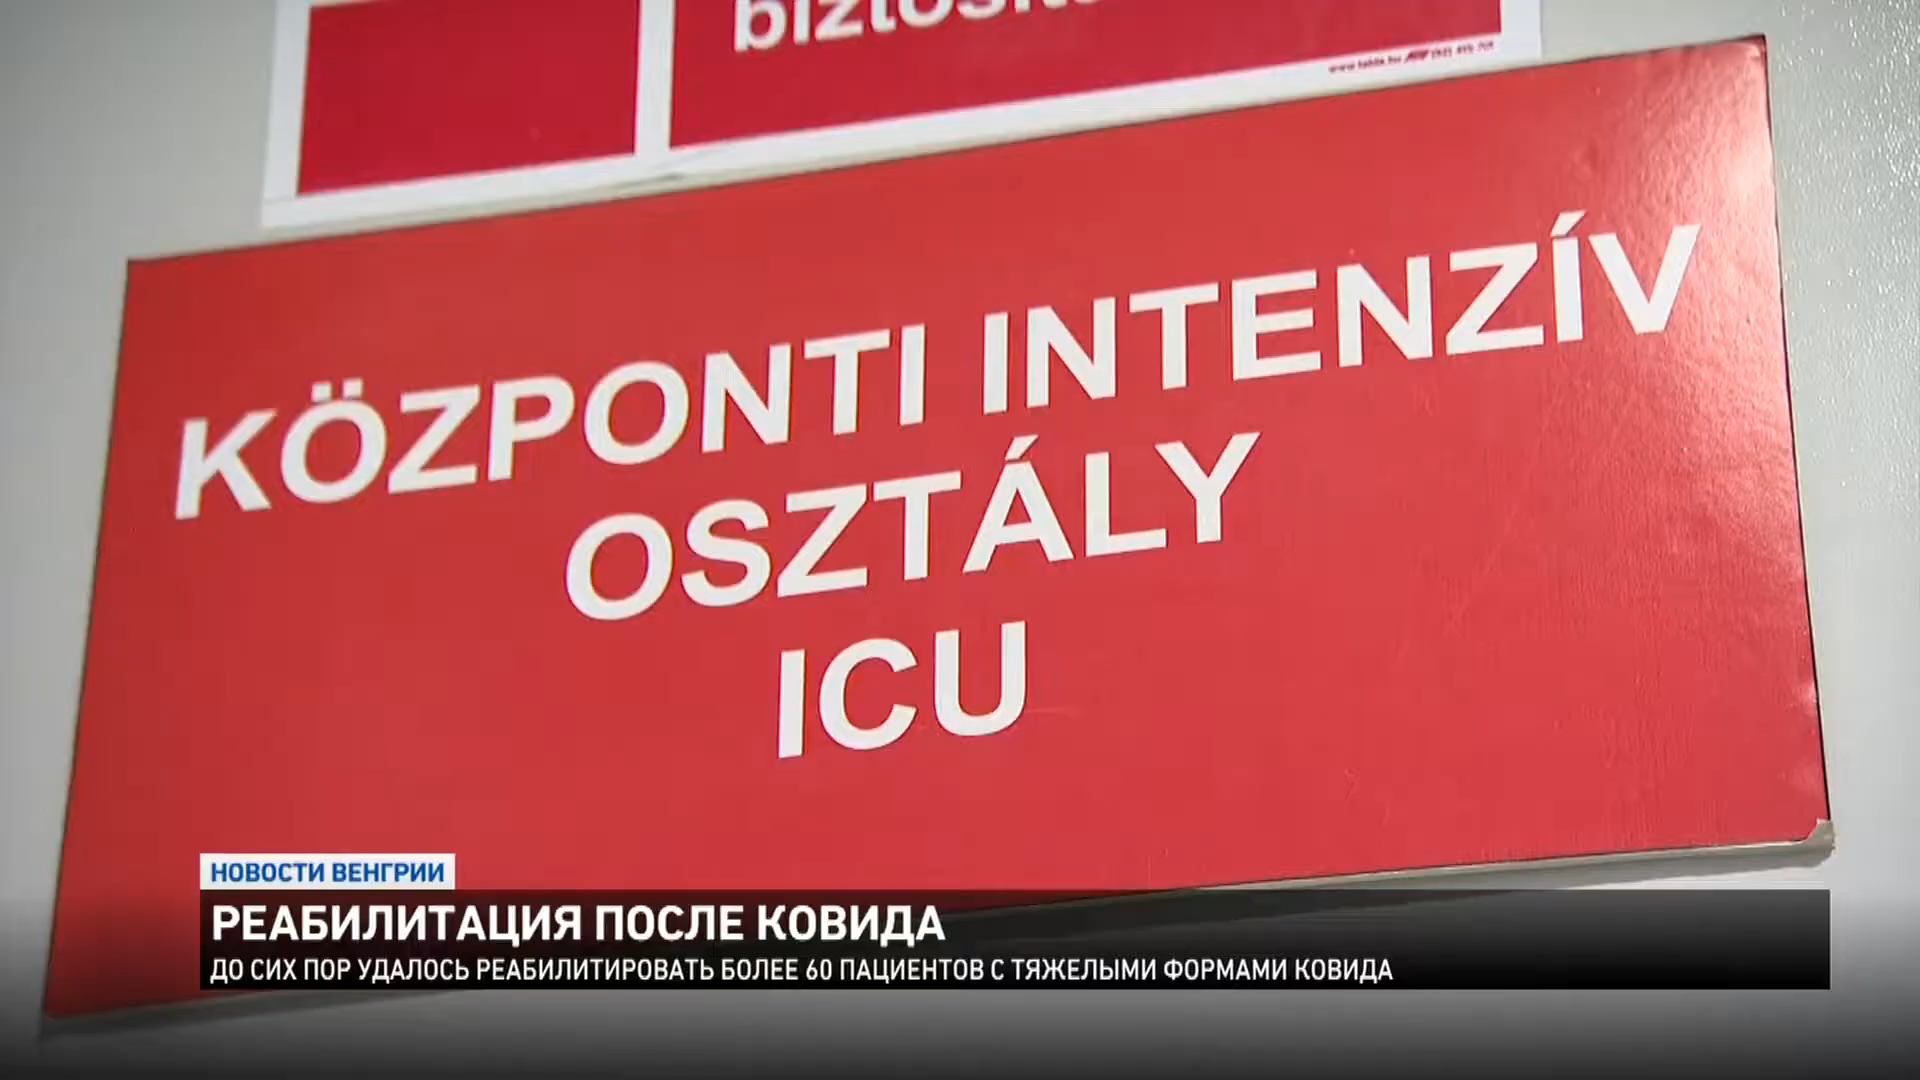 KÖZPONTI INTENZÍV
OSZTÁLY
ICU
НОВОСТИ ВЕНГРИИ
РЕАБИЛИТАЦИЯ ПОСЛЕ КОВИДА
ДО СИХ ПОР УДАЛОСЬ РЕАБИЛИТИРОВАТЬ БОЛЕЕ 60 ПАЦИЕНТОВ С ТЯЖЕЛЫМИ ФОРМАМИ КОВИДА